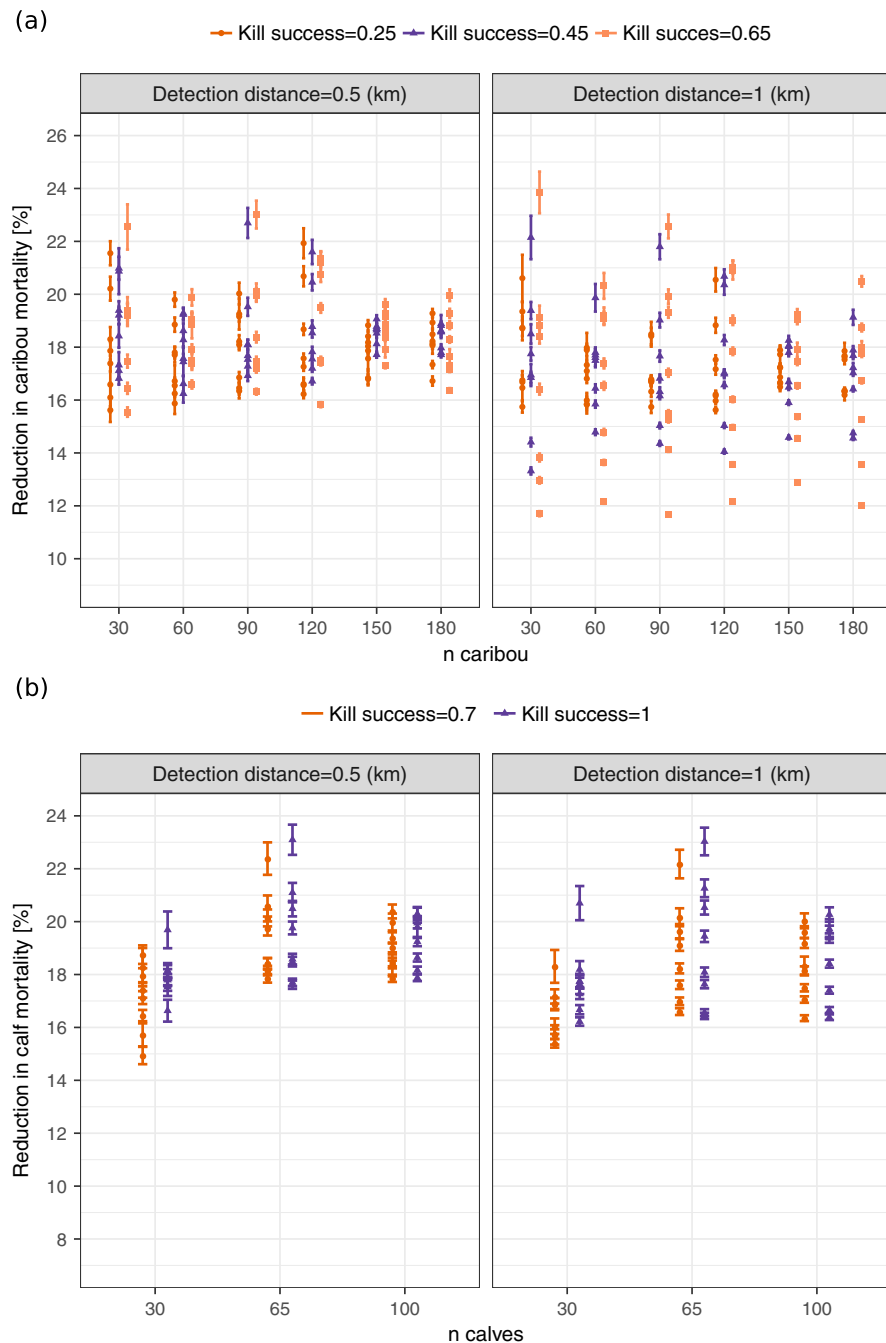 (a)
Kill success=0.25 Kill success=0.45 Kill succes=0.65
Detection distance=0.5 (km) Detection distance=1 (km)
Reduction in caribou mortality [%]
26
24
22
20
18
16
14
12
10
30 60 90 120 150 180 30 60 90 120 150 180
n caribou
(b)
Kill success=0.7 Kill success=1
Detection distance=0.5 (km) Detection distance=1 (km)
Reduction in calf mortality [%]
24
22
20
18
16
14
12
10
8
30 65 100 30 65 100
n calves